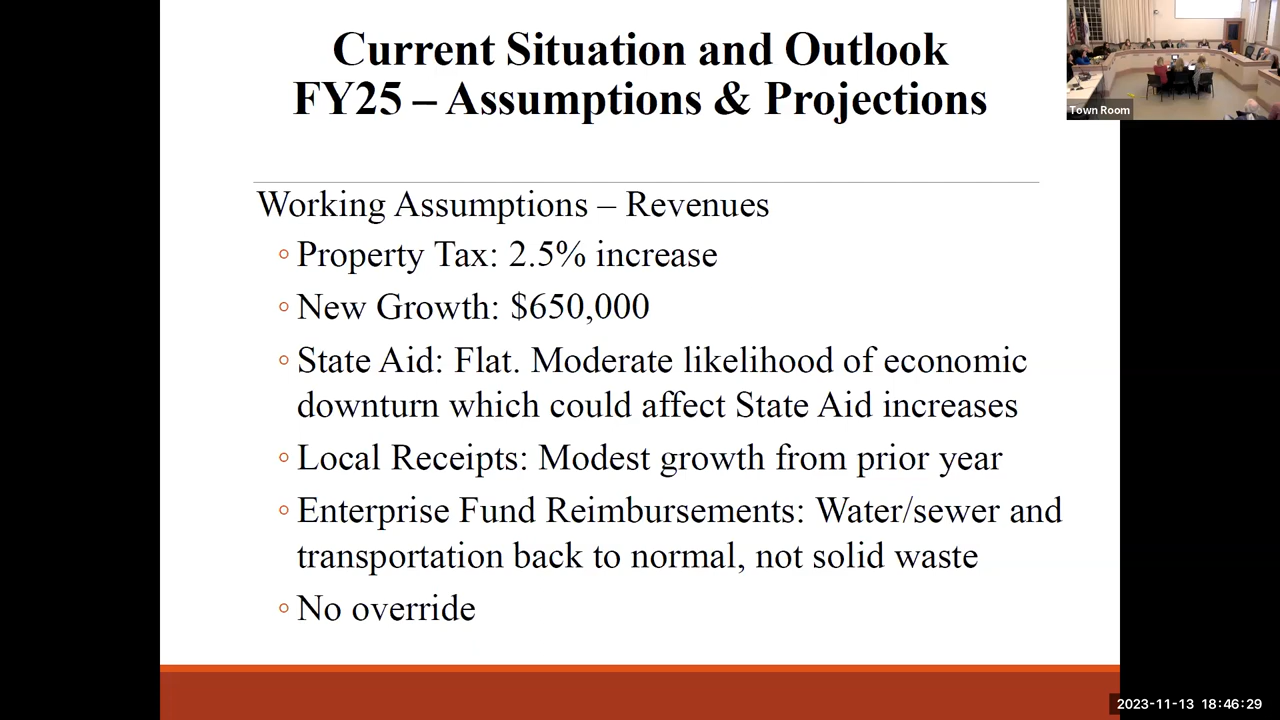 Current Situation and Outlook
FY25 – Assumptions & Projections
Town Room
Working Assumptions – Revenues
◦ Property Tax: 2.5% increase
◦ New Growth: $650,000
◦ State Aid: Flat. Moderate likelihood of economic
downturn which could affect State Aid increases
◦ Local Receipts: Modest growth from prior year
◦ Enterprise Fund Reimbursements: Water/sewer and
transportation back to normal, not solid waste
◦ No override
2023-11-13 18:46:29